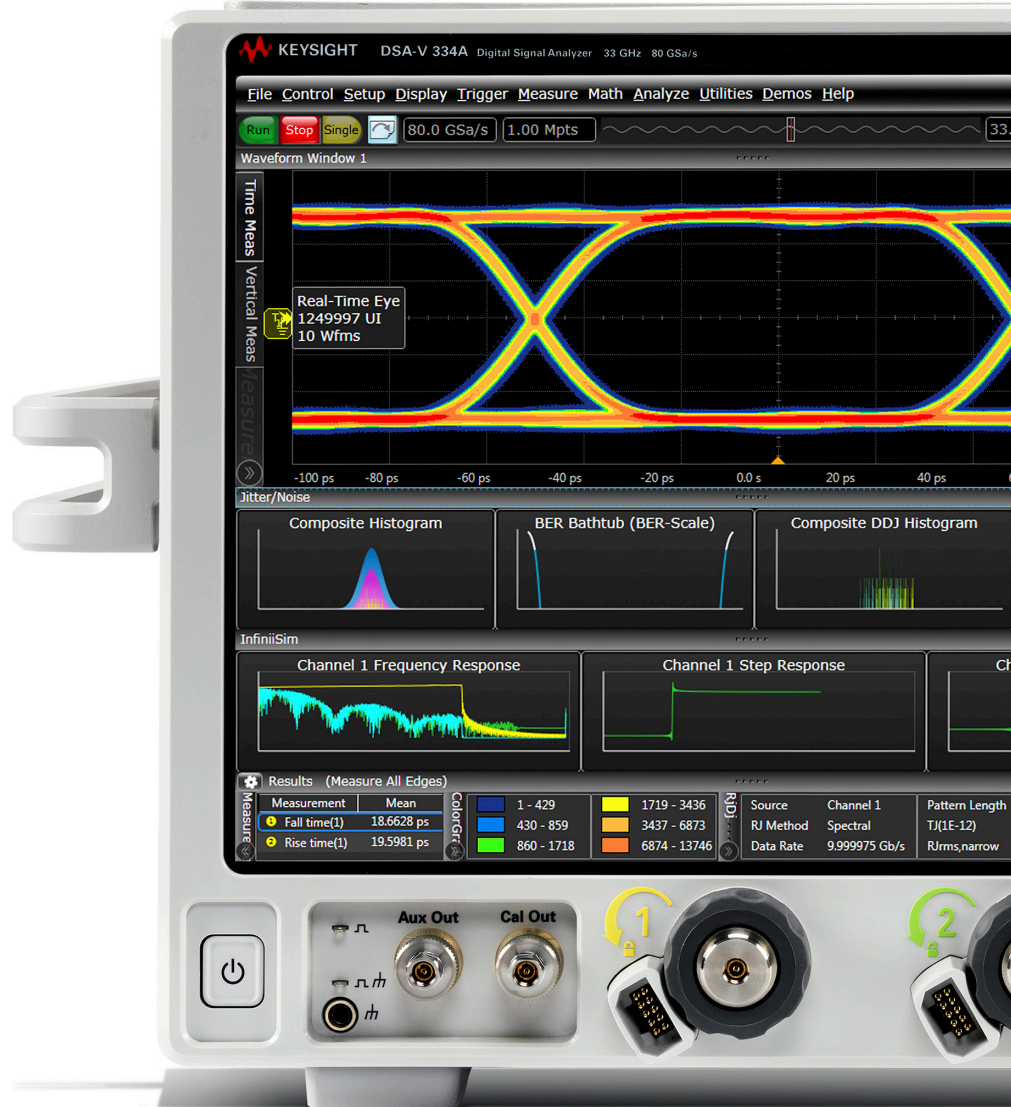 KEYSIGHT DSA-V 334A Digital Signal Analyzer 33 GHz 80 GSa/s
File Control Setup Display Trigger Measure Math Analyze Utilities Demos Help
Run Stop Single 80.0 GSa/s 1.00 Mpts 33.
Waveform Window 1
Time Meas
Vertical Meas
Measure
Real-Time Eye
1249997 UI
10 Wfms
-100 ps -80 ps -60 ps -40 ps -20 ps 0.0 s 20 ps 40 ps
Jitter/Noise
Composite Histogram BER Bathtub (BER-Scale) Composite DDJ Histogram
InfiniiSim
Channel 1 Frequency Response Channel 1 Step Response Ch
Results (Measure All Edges)
Measure
Measurement Mean
1 Fall time(1) 18.6628 ps
2 Rise time(1) 19.5981 ps
ColorGra
1 - 429 1719 - 3436
430 - 859 3437 - 6873
860 - 1718 6874 - 13746
RjDj
Source Channel 1 Pattern Length
RJ Method Spectral TJ(1E-12)
Data Rate 9.999975 Gb/s RJrms,narrow
Aux Out Cal Out
1 2